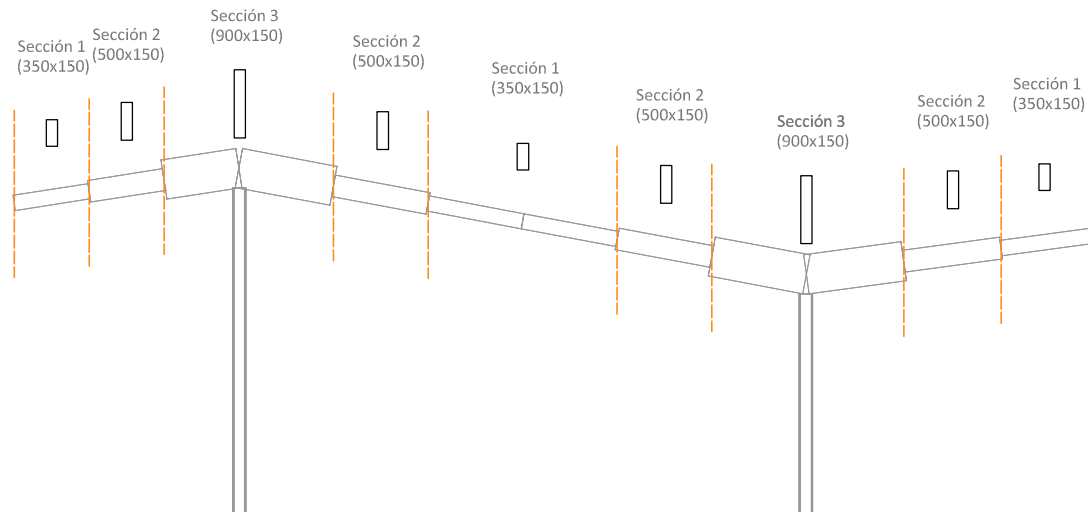 Sección 1
(350x150)
Sección 2
(500x150)
Sección 3
(900x150)
Sección 2
(500x150)
Sección 1
(350x150)
Sección 2
(500x150)
Sección 3
(900x150)
Sección 2
(500x150)
Sección 1
(350x150)